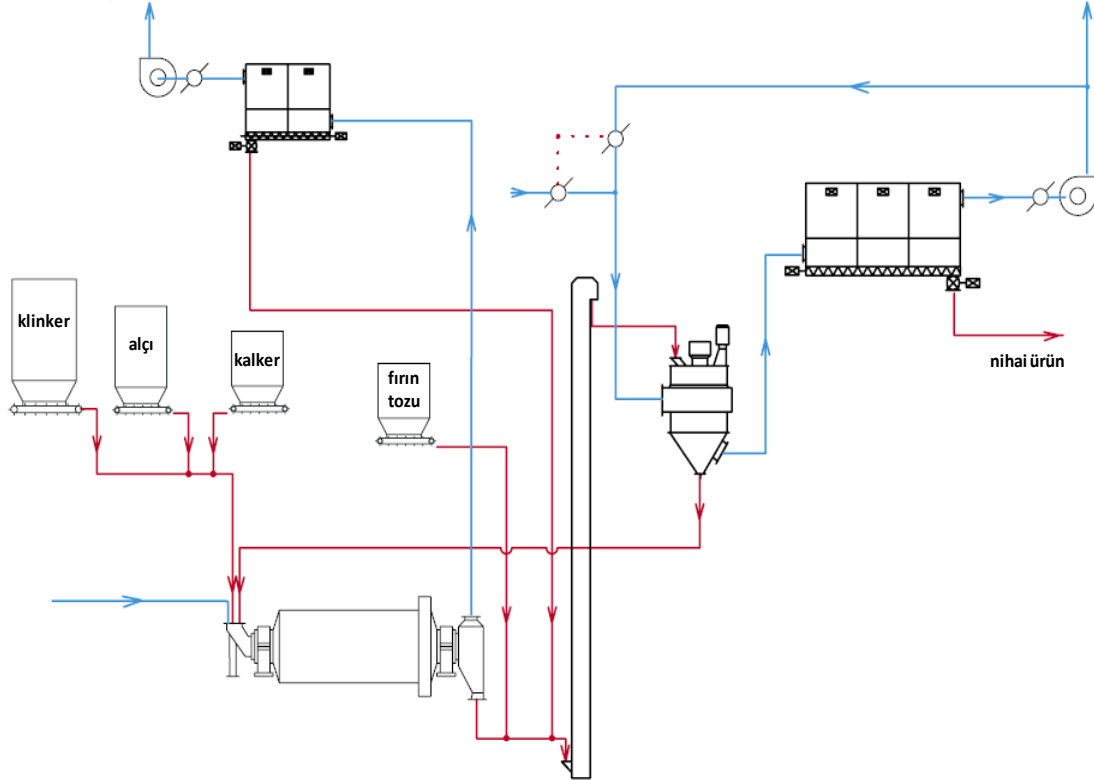 klinker
alçı
kalker
fırın
tozu
nihai ürün